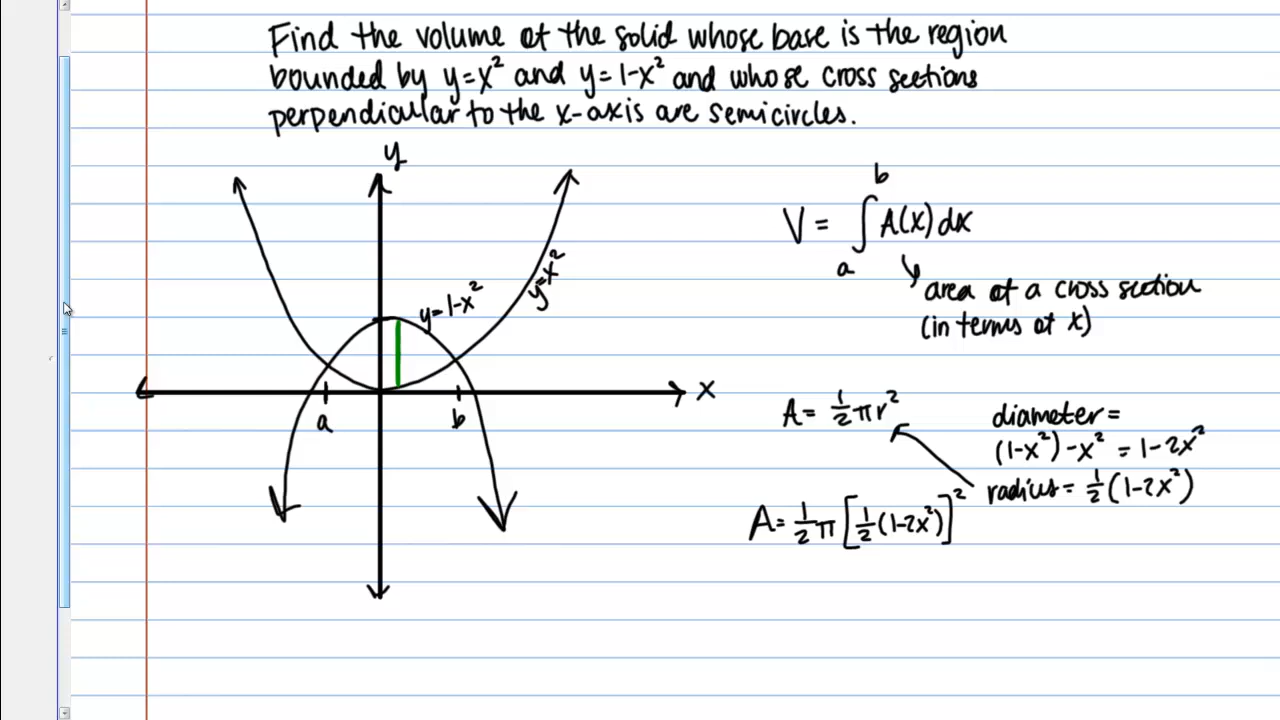 Find the volume of the solid whose base is the region
bounded by y=x² and y=1-x² and whose cross sections
perpendicular to the x-axis are semicircles.
y
x
a
b
y=1-x²
y=x²
V = ∫ₐᵇ A(x) dx
area of a cross section
(in terms of x)
A = 1/2 πr²
diameter =
(1-x²)-x² = 1-2x²
radius = 1/2 (1-2x²)
A = 1/2 π [1/2 (1-2x²)]²